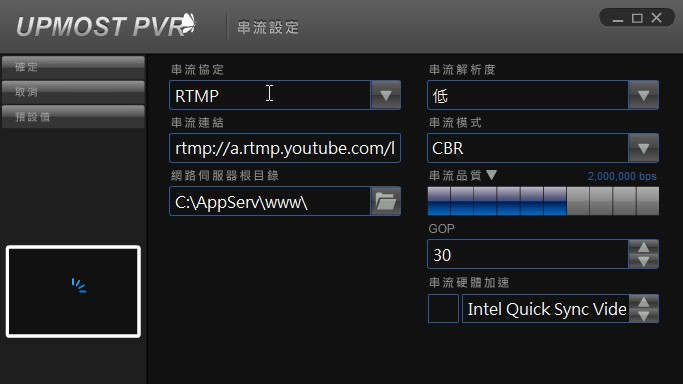 UPMOST PVR
串流設定
確定
取消
預設值
串流協定
RTMP
串流連結
rtmp://a.rtmp.youtube.com/l
網路伺服器根目錄
C:\AppServ\www\
串流解析度
低
串流模式
CBR
串流品質▼
2,000,000 bps
GOP
30
串流硬體加速
Intel Quick Sync Vide